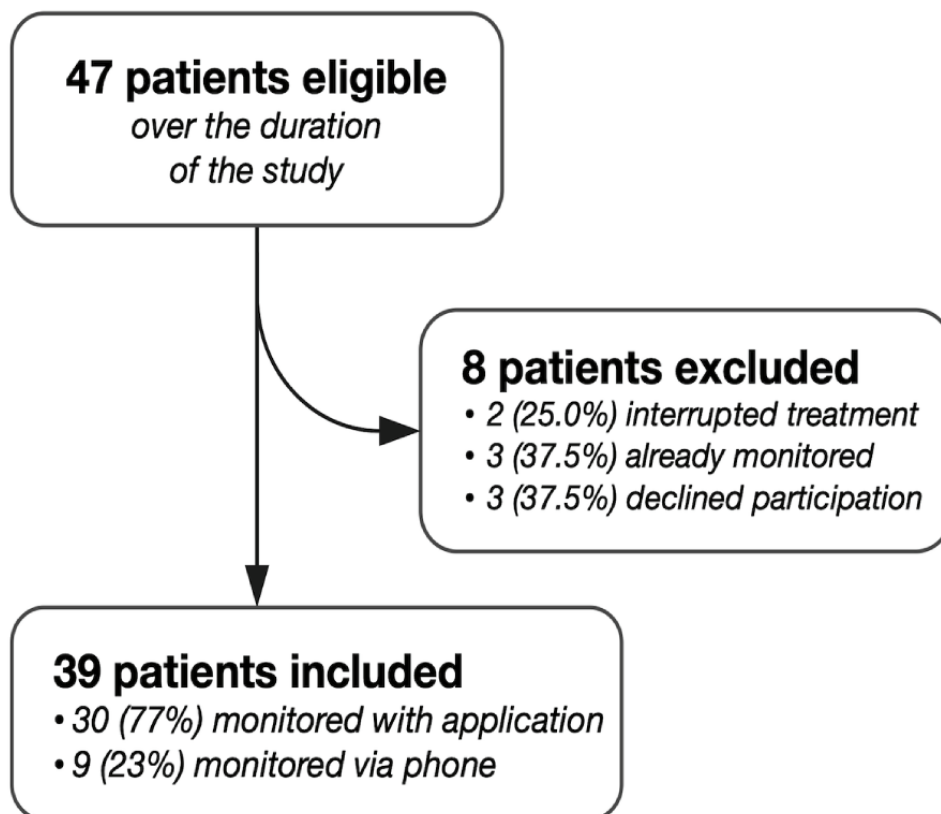 47 patients eligible
over the duration
of the study
8 patients excluded
• 2 (25.0%) interrupted treatment
• 3 (37.5%) already monitored
• 3 (37.5%) declined participation
39 patients included
• 30 (77%) monitored with application
• 9 (23%) monitored via phone